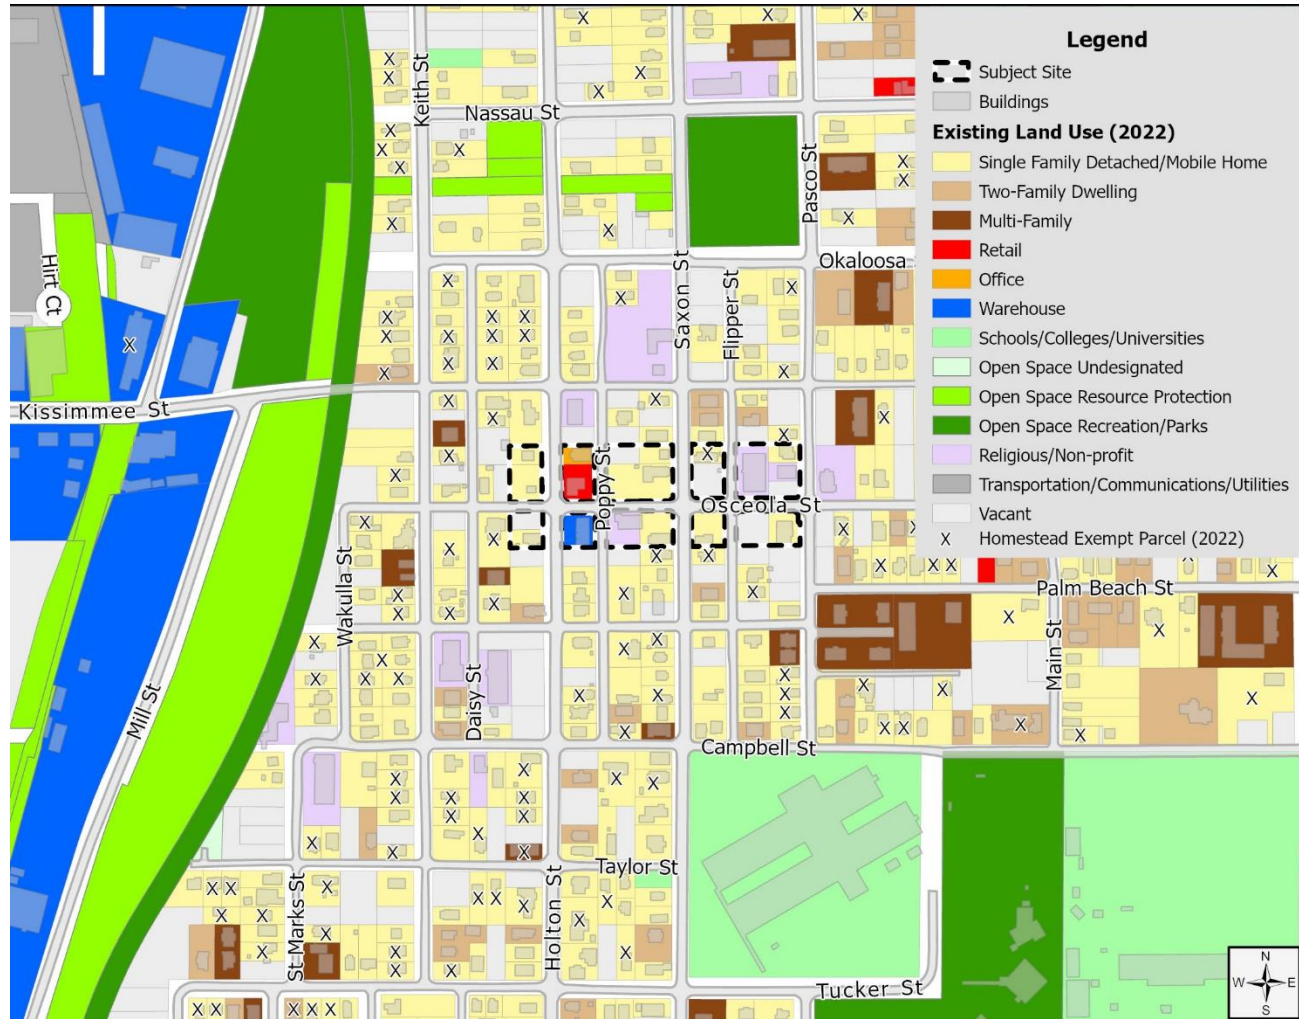 Legend
Subject Site
Buildings
Existing Land Use (2022)
Single Family Detached/Mobile Home
Two-Family Dwelling
Multi-Family
Retail
Office
Warehouse
Schools/Colleges/Universities
Open Space Undesignated
Open Space Resource Protection
Open Space Recreation/Parks
Religious/Non-profit
Transportation/Communications/Utilities
Vacant
X Homestead Exempt Parcel (2022)
Keith St
Nassau St
Pasco St
Hirt Ct
Saxon St
Flipper St
Okaloosa
Kissimmee St
Poppy St
Osceola St
Wakulla St
Palm Beach St
Main St
Mill St
Daisy St
Campbell St
Taylor St
St Marks St
Holton St
Tucker St
N
W E
S